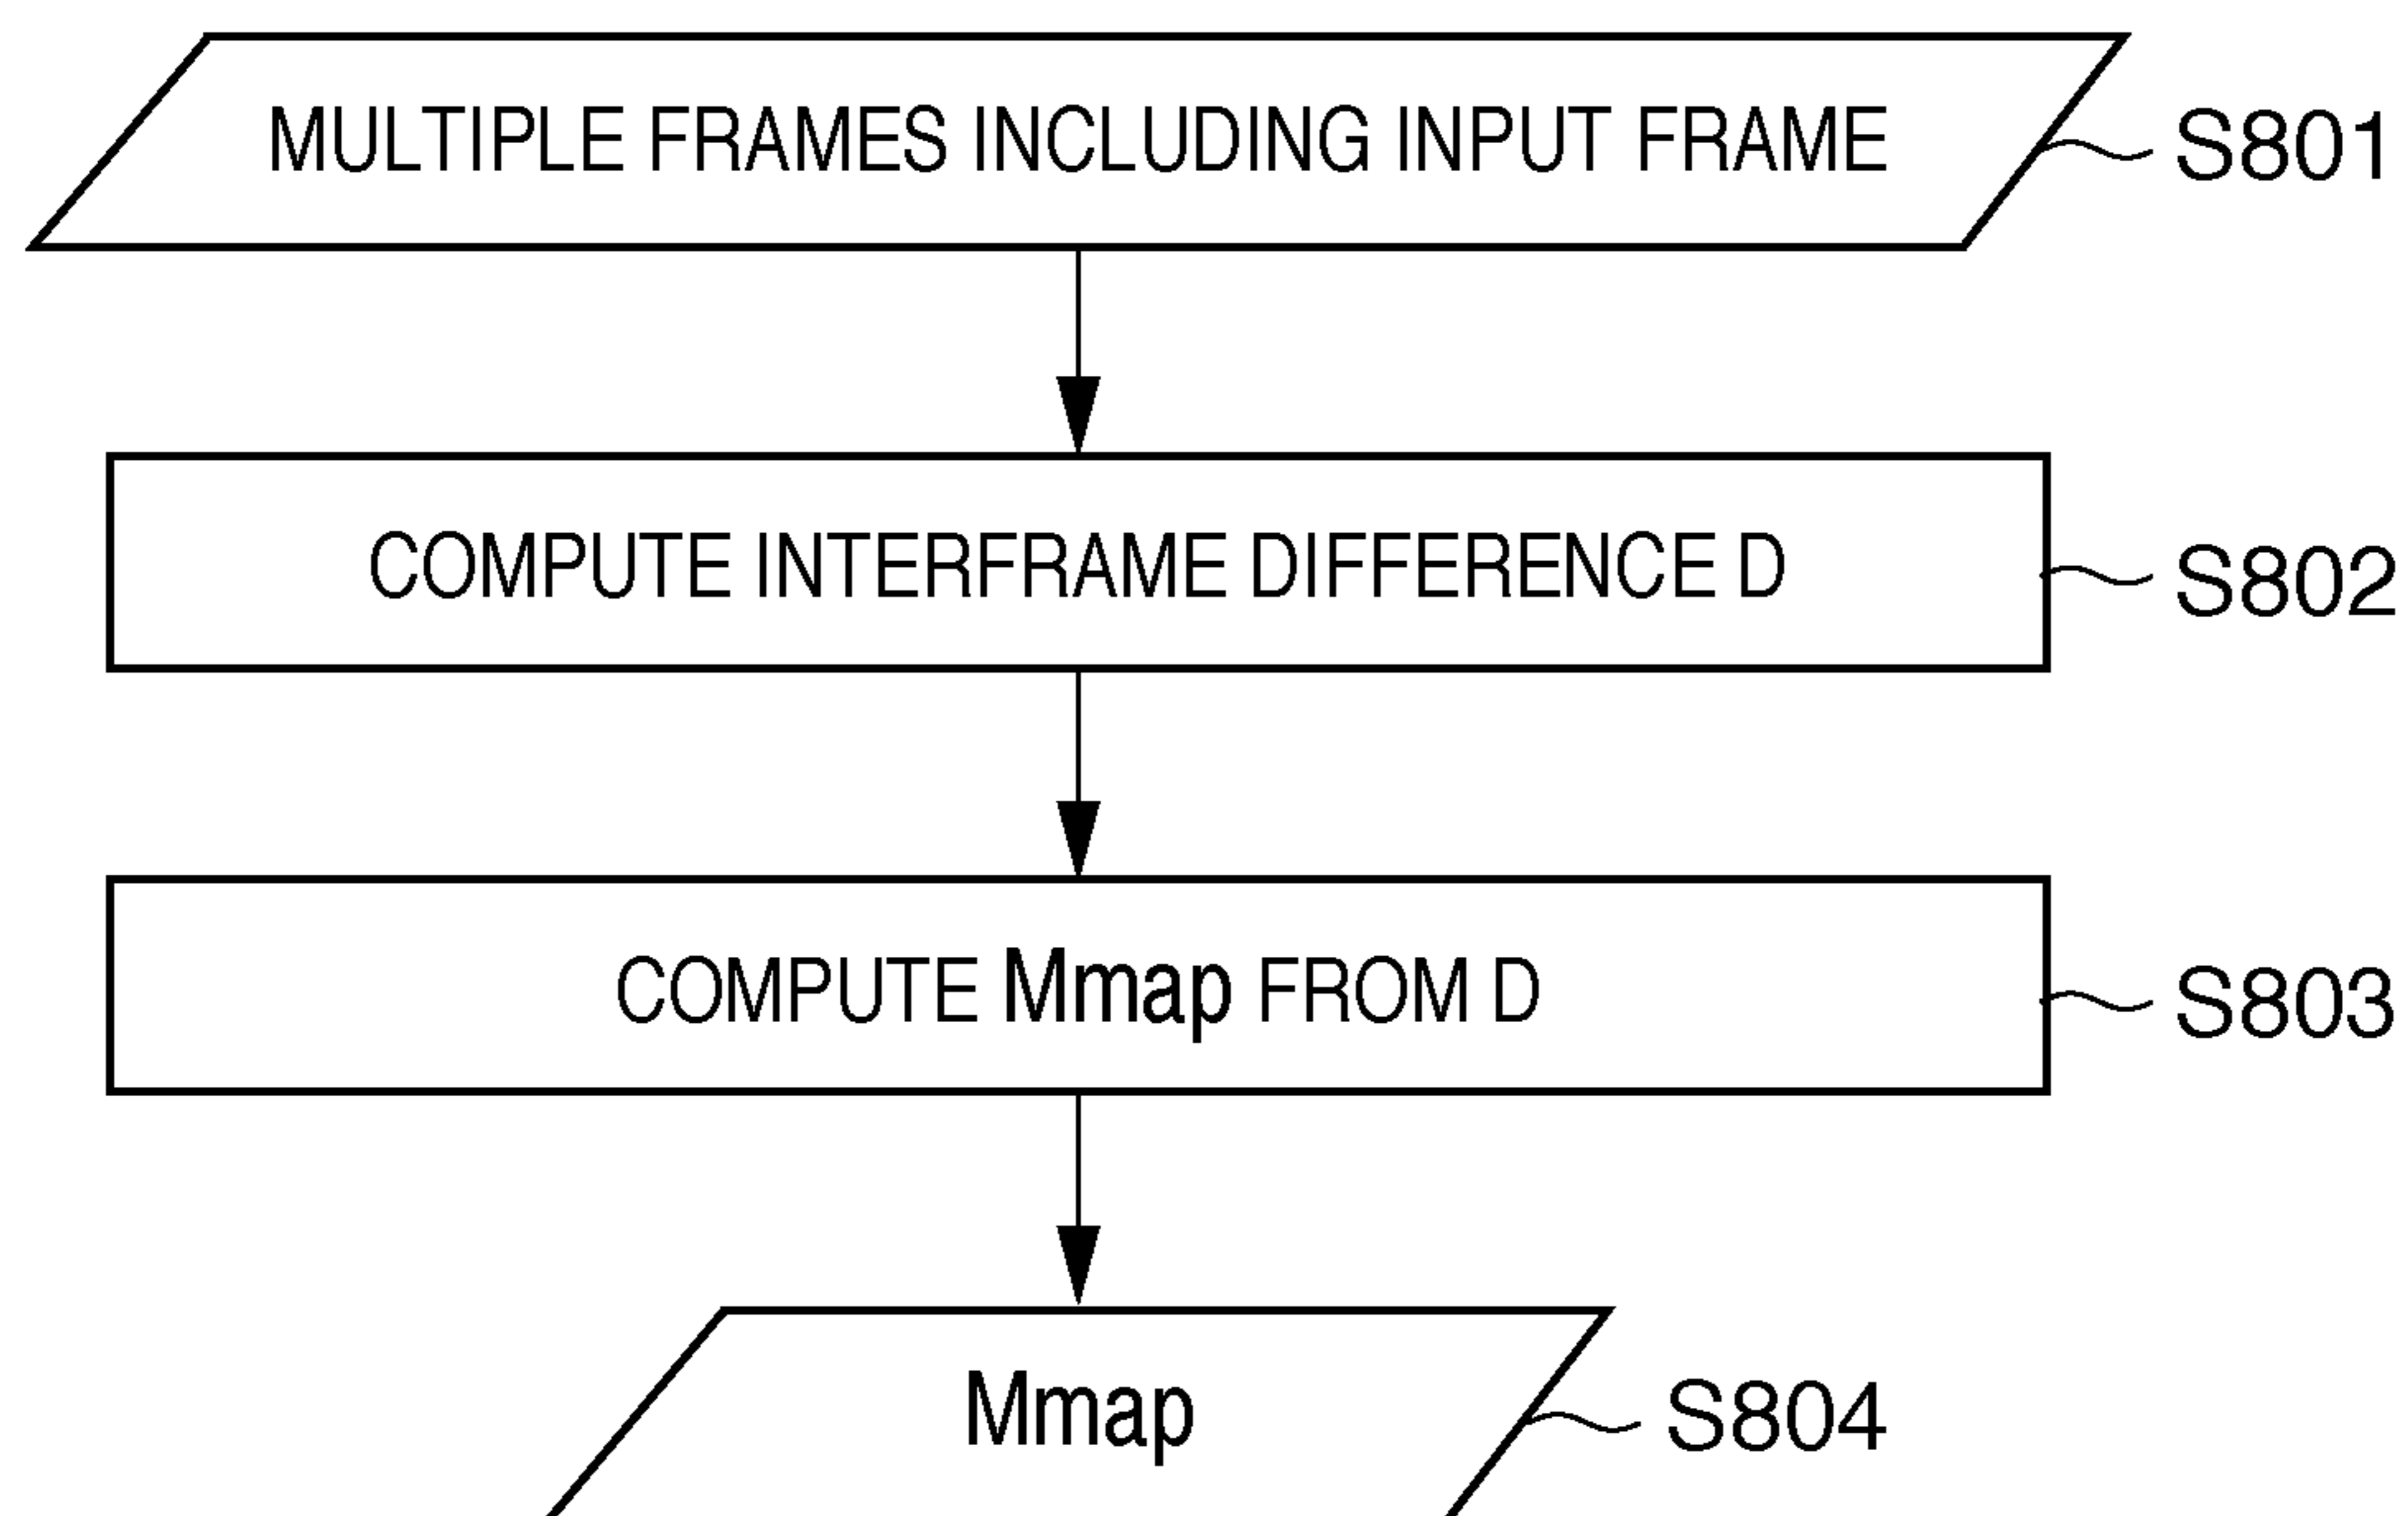 MULTIPLE FRAMES INCLUDING INPUT FRAME
S801
COMPUTE INTERFRAME DIFFERENCE D
S802
COMPUTE Mmap FROM D
S803
Mmap
S804